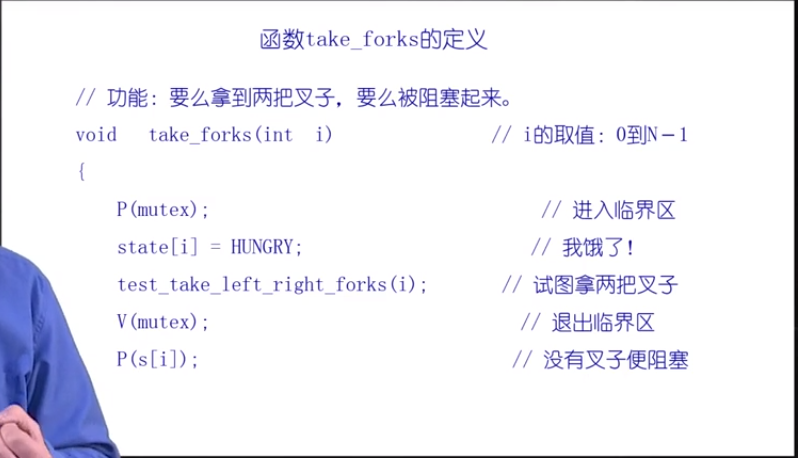 函数take_forks的定义
// 功能：要么拿到两把叉子，要么被阻塞起来。
void take_forks(int i) // i的取值：0到N－1
{
P(mutex); // 进入临界区
state[i] = HUNGRY; // 我饿了！
test_take_left_right_forks(i); // 试图拿两把叉子
V(mutex); // 退出临界区
P(s[i]); // 没有叉子便阻塞